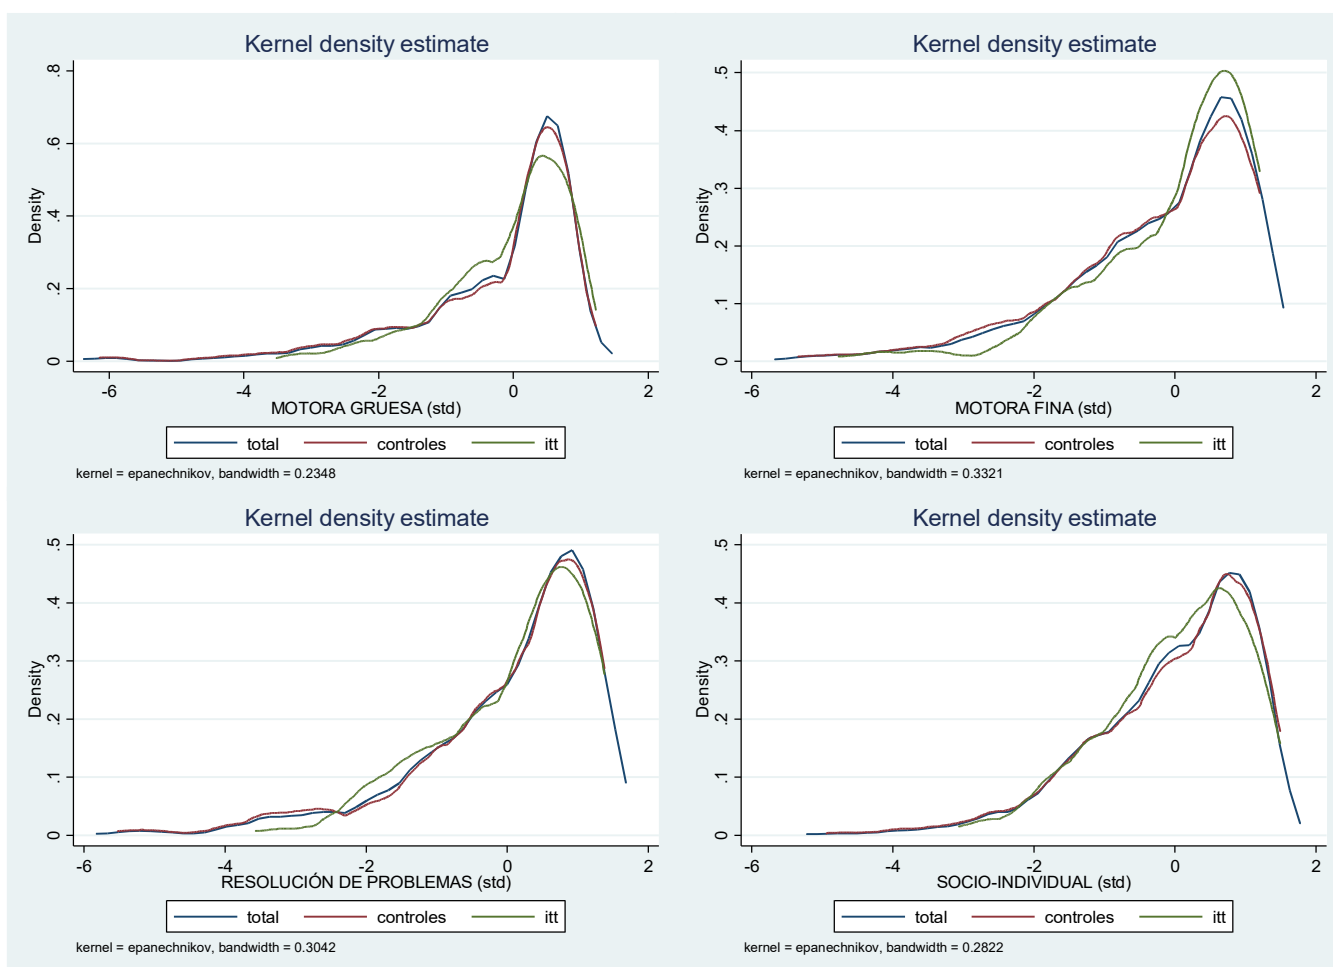 Kernel density estimate
Density
.8
.6
.4
.2
0
-6 -4 -2 0 2
MOTORA GRUESA (std)
total controles itt
kernel = epanechnikov, bandwidth = 0.2348
Kernel density estimate
Density
.5
.4
.3
.2
.1
0
-6 -4 -2 0 2
MOTORA FINA (std)
total controles itt
kernel = epanechnikov, bandwidth = 0.3321
Kernel density estimate
Density
.5
.4
.3
.2
.1
0
-6 -4 -2 0 2
RESOLUCIÓN DE PROBLEMAS (std)
total controles itt
kernel = epanechnikov, bandwidth = 0.3042
Kernel density estimate
Density
.5
.4
.3
.2
.1
0
-6 -4 -2 0 2
SOCIO-INDIVIDUAL (std)
total controles itt
kernel = epanechnikov, bandwidth = 0.2822